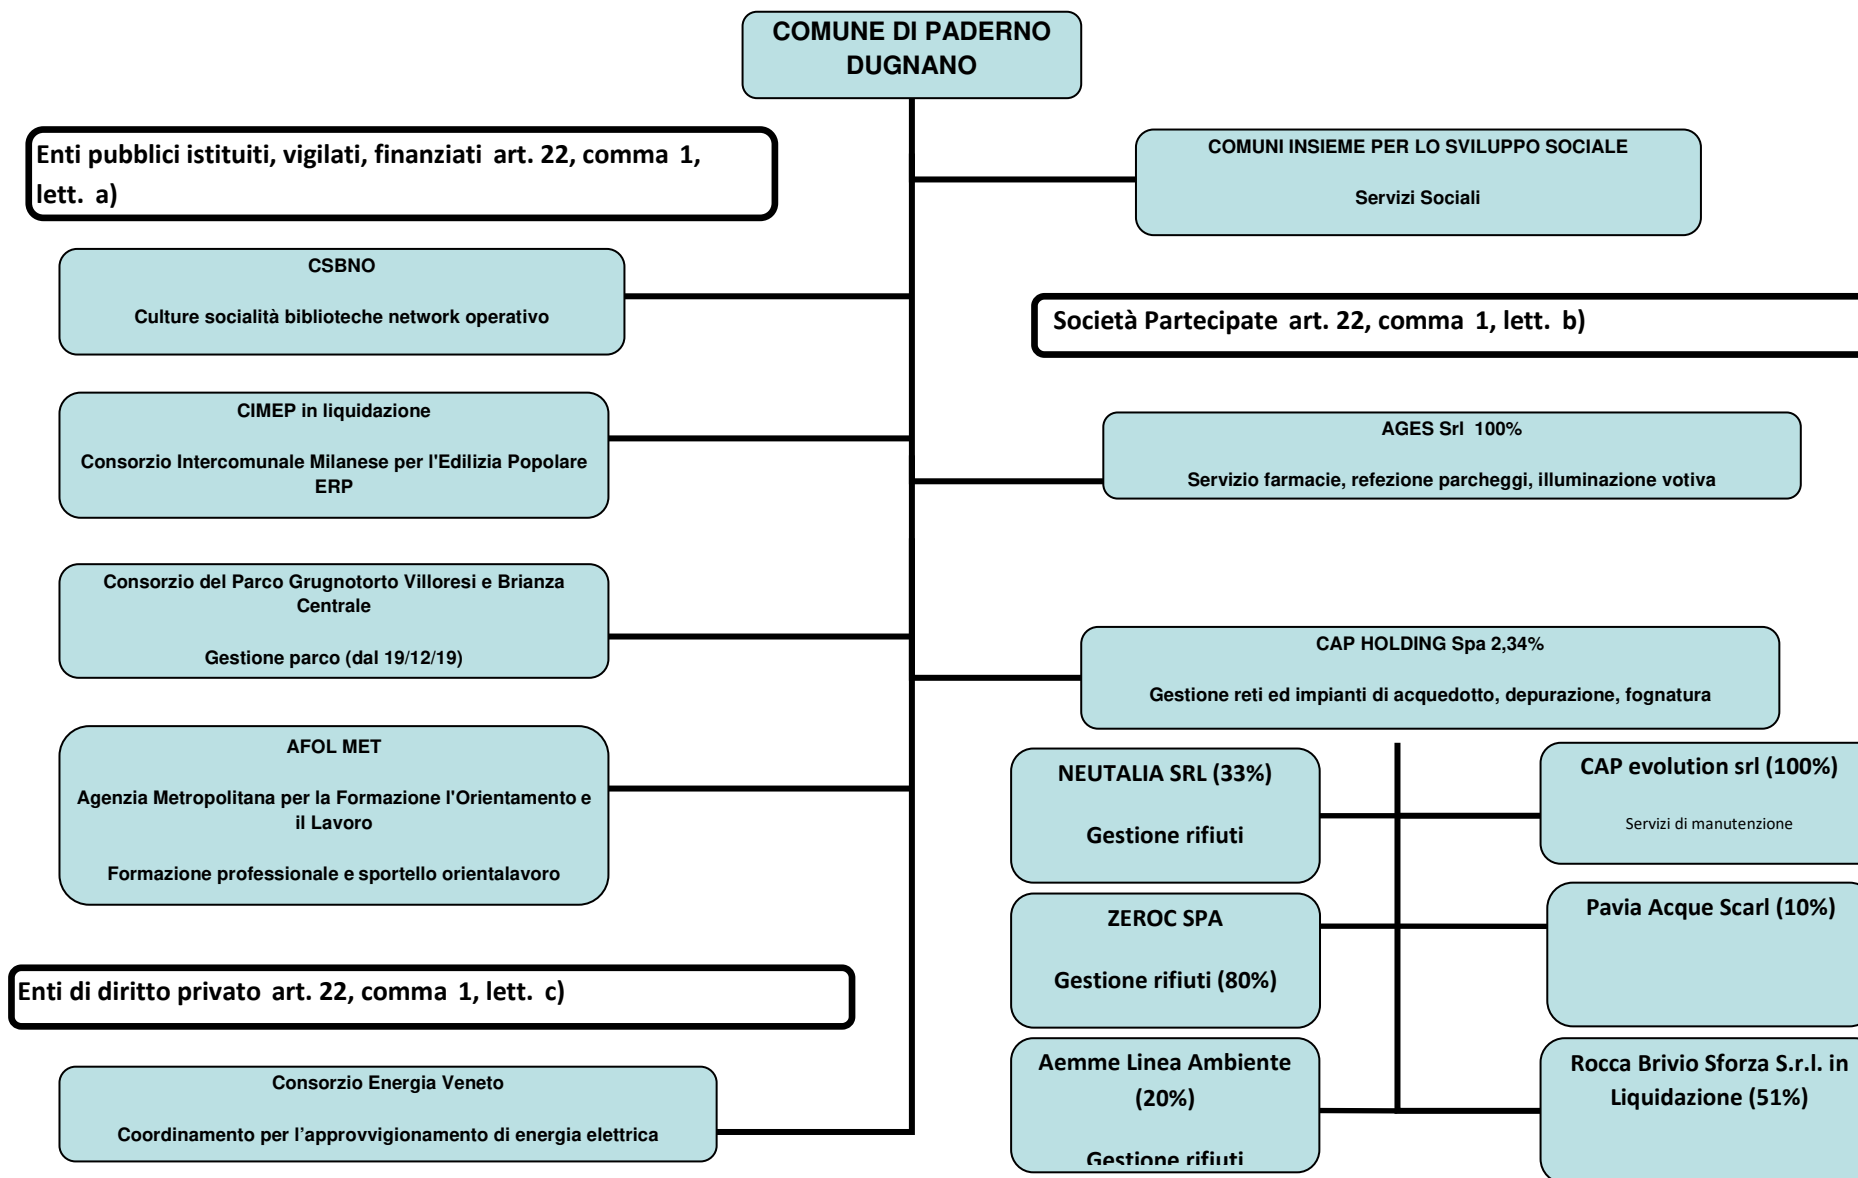 COMUNE DI PADERNO
DUGNANO
Enti pubblici istituiti, vigilati, finanziati art. 22, comma 1,
lett. a)
COMUNI INSIEME PER LO SVILUPPO SOCIALE
Servizi Sociali
CSBNO
Culture socialità biblioteche network operativo
Società Partecipate art. 22, comma 1, lett. b)
CIMEP in liquidazione
Consorzio Intercomunale Milanese per l'Edilizia Popolare
ERP
AGES Srl 100%
Servizio farmacie, refezione parcheggi, illuminazione votiva
Consorzio del Parco Grugnotorto Villoresi e Brianza
Centrale
Gestione parco (dal 19/12/19)
CAP HOLDING Spa 2,34%
Gestione reti ed impianti di acquedotto, depurazione, fognatura
AFOL MET
Agenzia Metropolitana per la Formazione l'Orientamento e
il Lavoro
Formazione professionale e sportello orientalavoro
NEUTALIA SRL (33%)
Gestione rifiuti
CAP evolution srl (100%)
Servizi di manutenzione
ZEROC SPA
Gestione rifiuti (80%)
Pavia Acque Scarl (10%)
Enti di diritto privato art. 22, comma 1, lett. c)
Consorzio Energia Veneto
Coordinamento per l’approvvigionamento di energia elettrica
Aemme Linea Ambiente
(20%)
Gestione rifiuti
Rocca Brivio Sforza S.r.l. in
Liquidazione (51%)